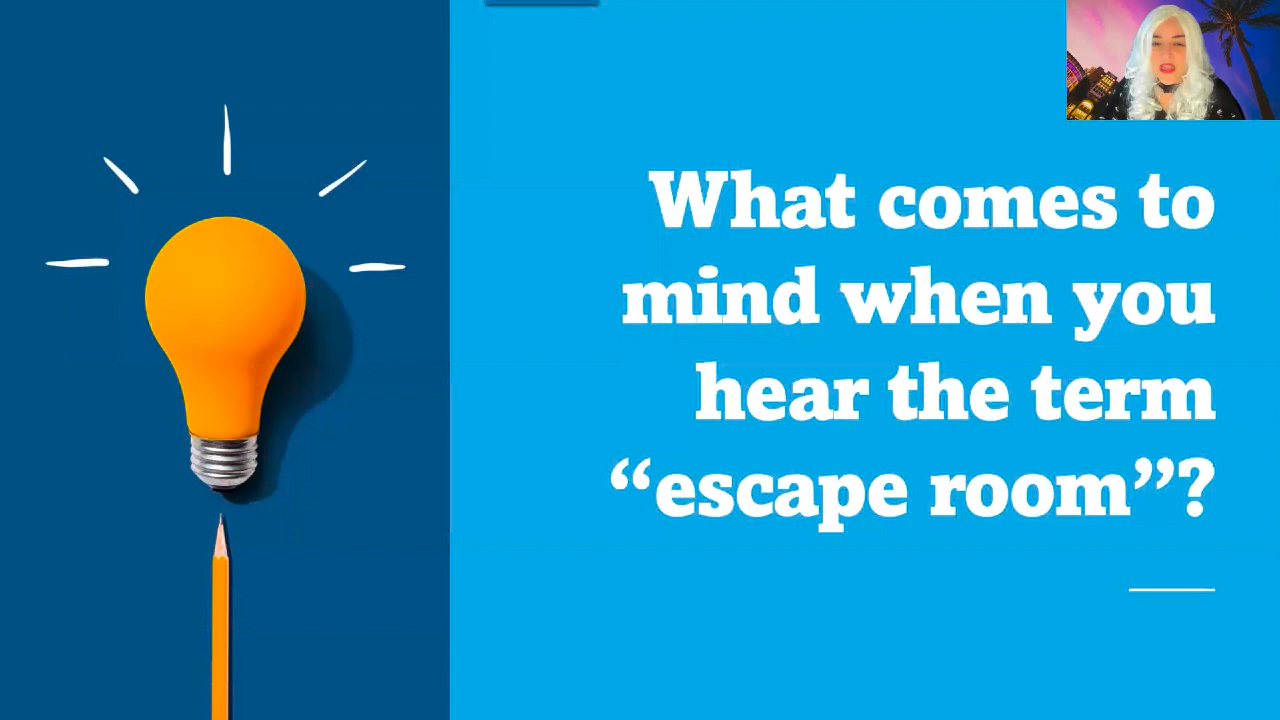 What comes to
mind when you
hear the term
“escape room”?